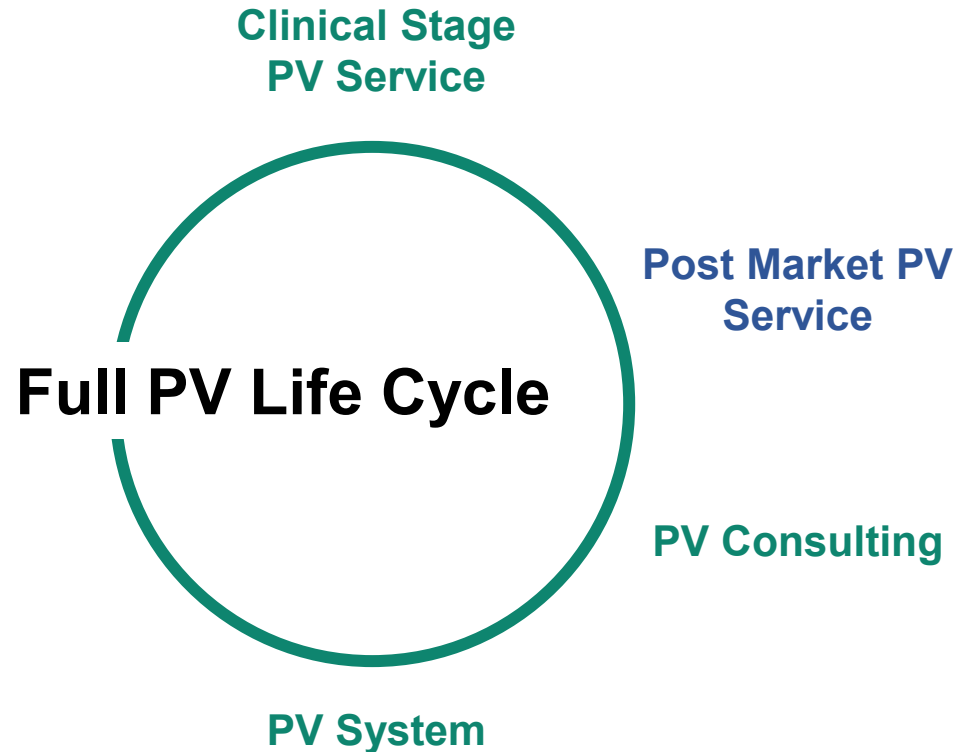 Clinical Stage
PV Service
Post Market PV
Service
Full PV Life Cycle
PV Consulting
PV System